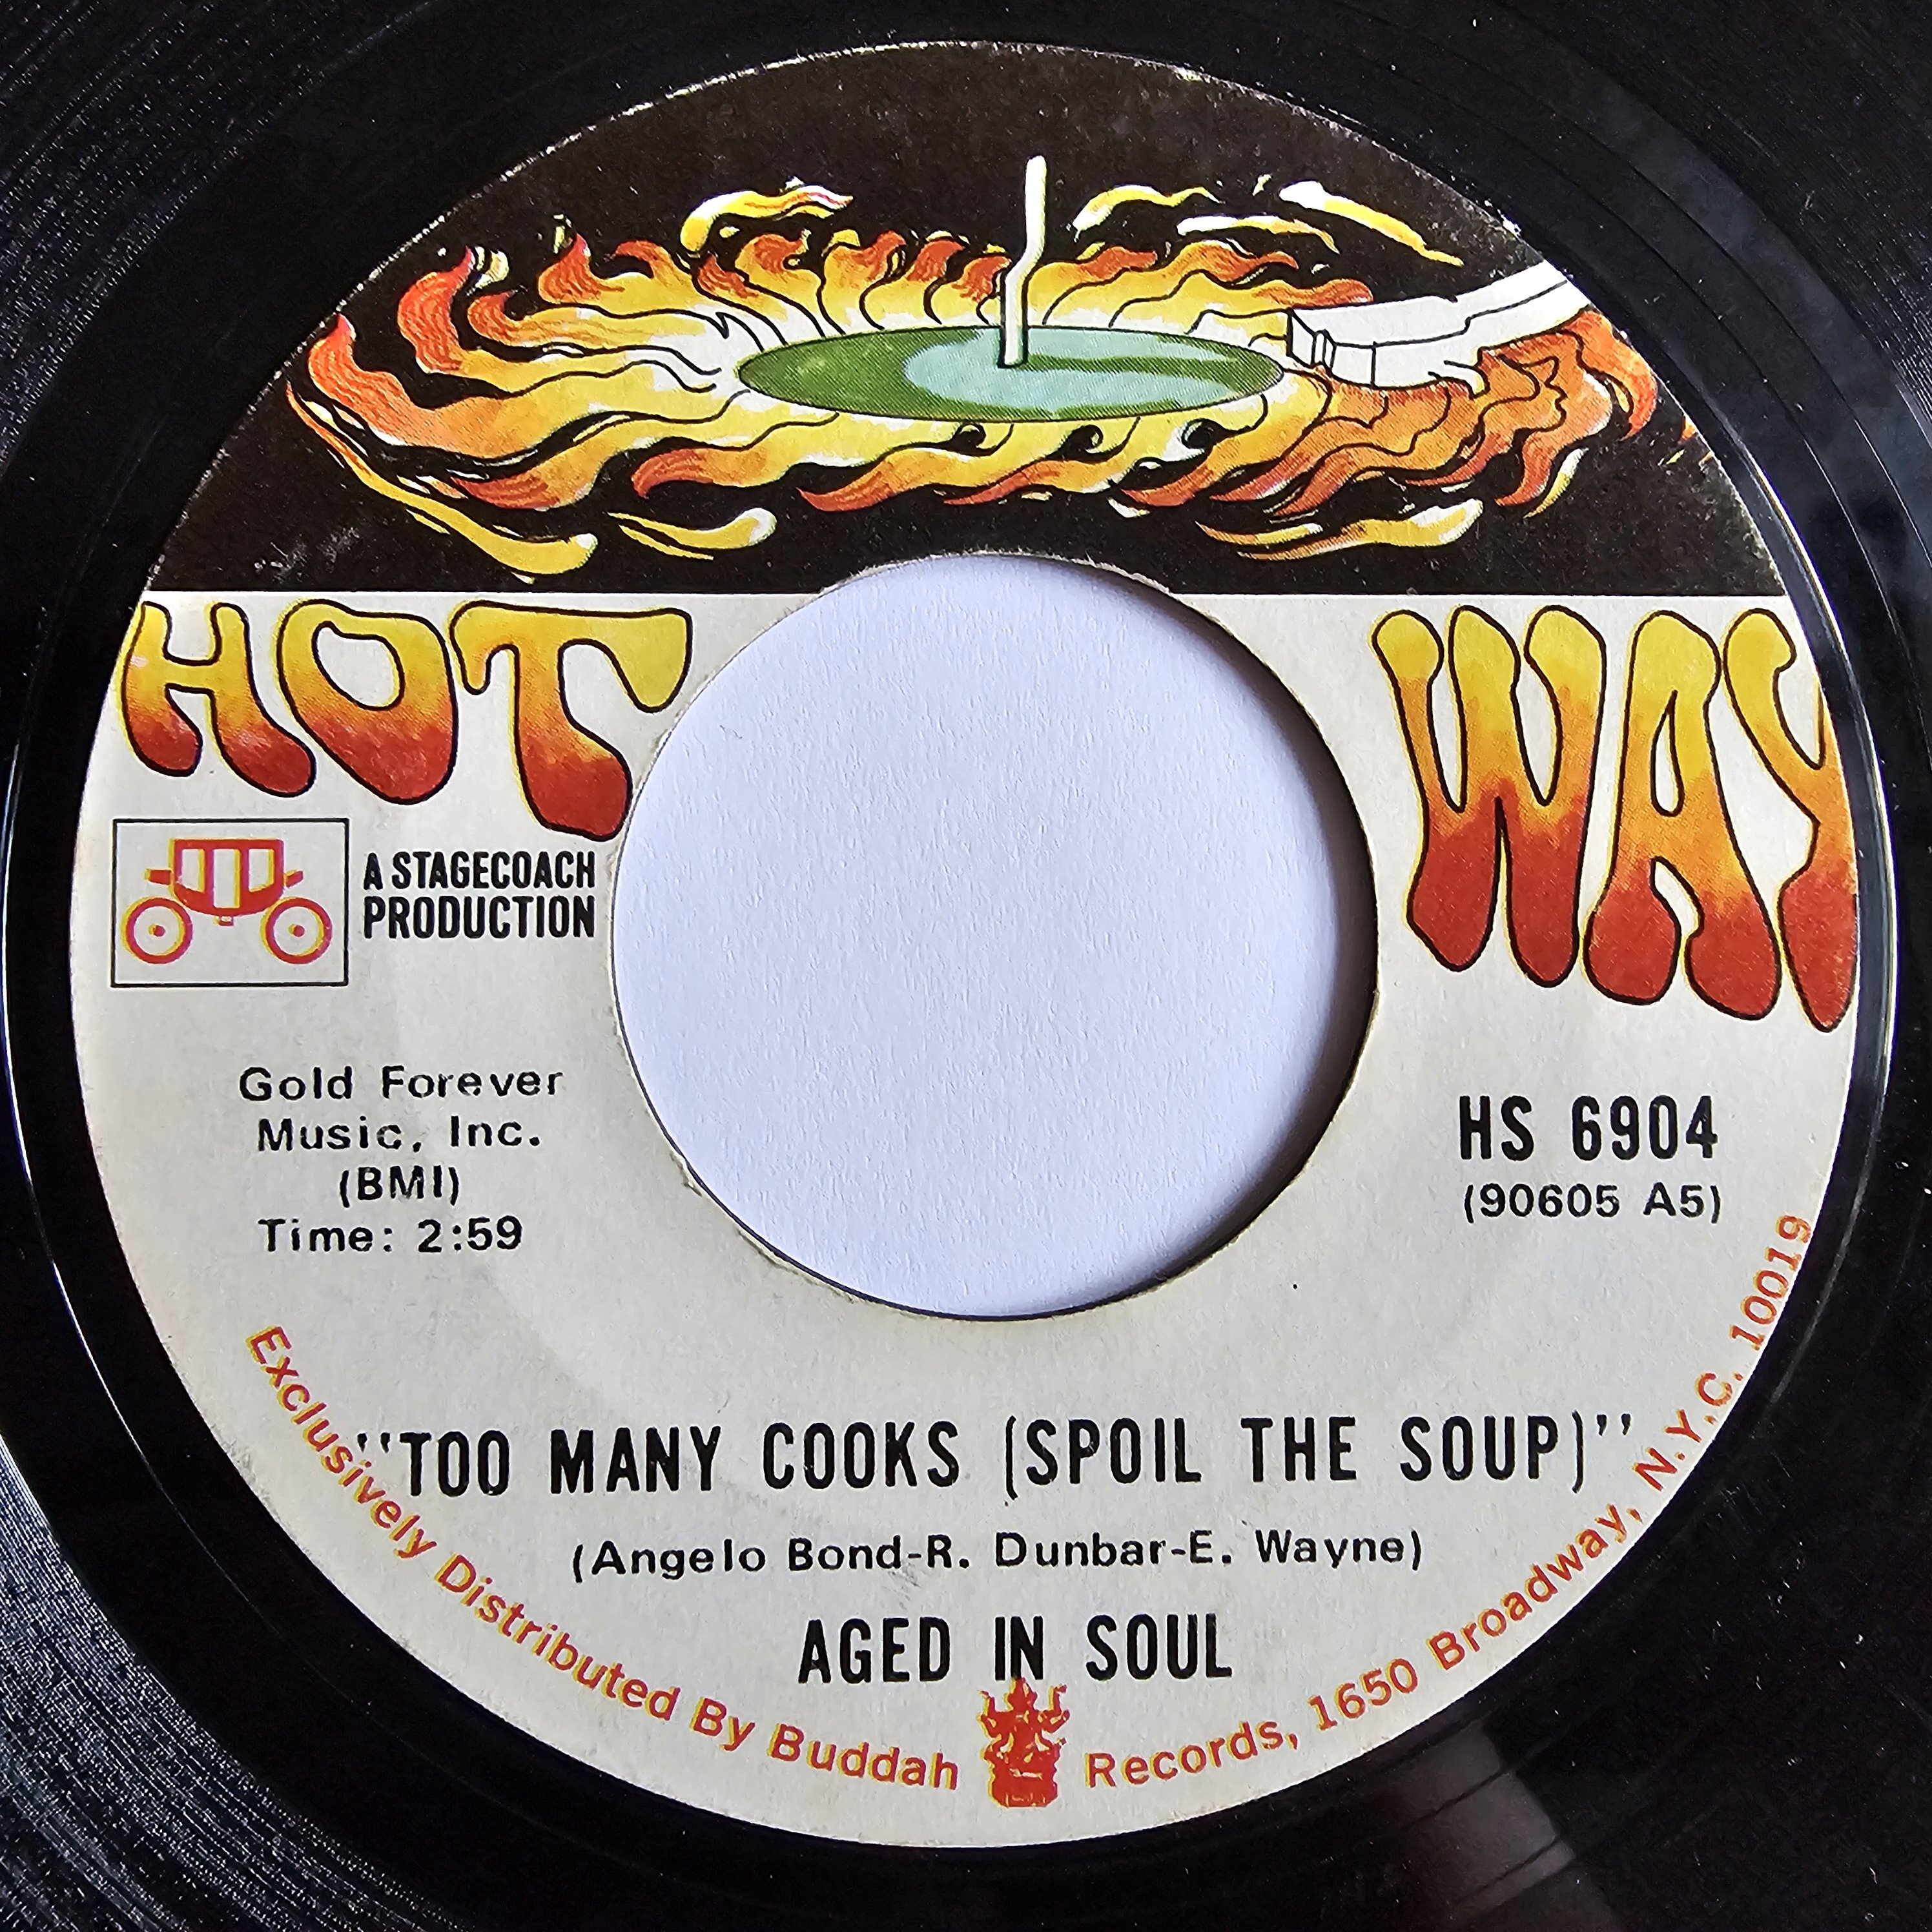 HOT WAY
A STAGECOACH
PRODUCTION
Gold Forever
Music, Inc.
(BMI)
Time: 2:59
HS 6904
(90605 A5)
"TOO MANY COOKS (SPOIL THE SOUP)"
(Angelo Bond-R. Dunbar-E. Wayne)
AGED IN SOUL
Exclusively Distributed By Buddah Records, 1650 Broadway, N.Y.C. 10019